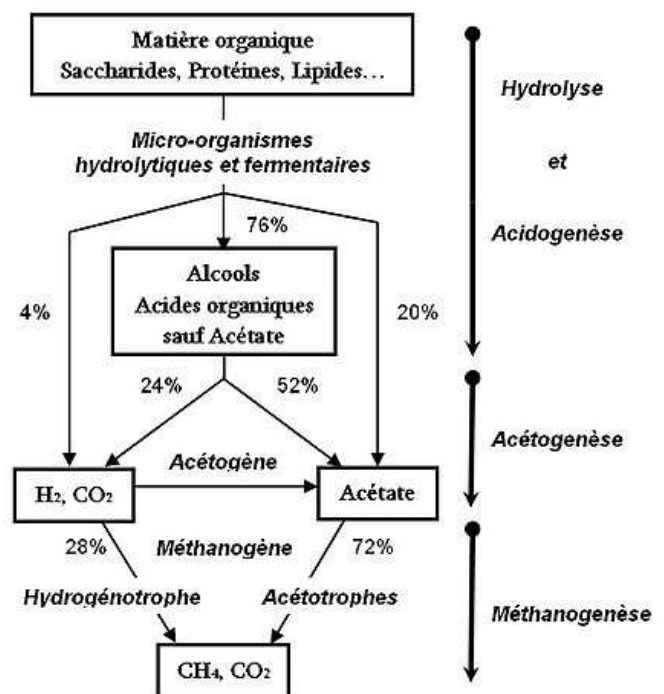 Matière organique
Saccharides, Protéines, Lipides...
Hydrolyse
Micro-organismes
hydrolytiques et fermentaires
et
76%
Acidogenèse
Alcools
Acides organiques
sauf Acétate
4%
20%
24%
52%
Acétogenèse
Acétogène
H₂, CO₂
Acétate
28%
Méthanogène
72%
Hydrogénotrophe
Acétotrophes
Méthanogenèse
CH₄, CO₂